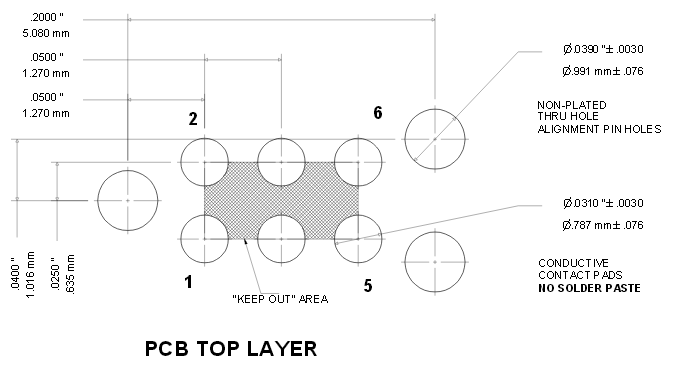 .2000 "
5.080 mm
.0500 "
1.270 mm
.0500 "
1.270 mm
2
6
Ø.0390 "± .0030
Ø.991 mm± .076
NON-PLATED
THRU HOLE
ALIGNMENT PIN HOLES
Ø.0310 "± .0030
Ø.787 mm± .076
.0400 "
1.016 mm
.0250 "
.635 mm
1
5
"KEEP OUT" AREA
CONDUCTIVE
CONTACT PADS
NO SOLDER PASTE
PCB TOP LAYER